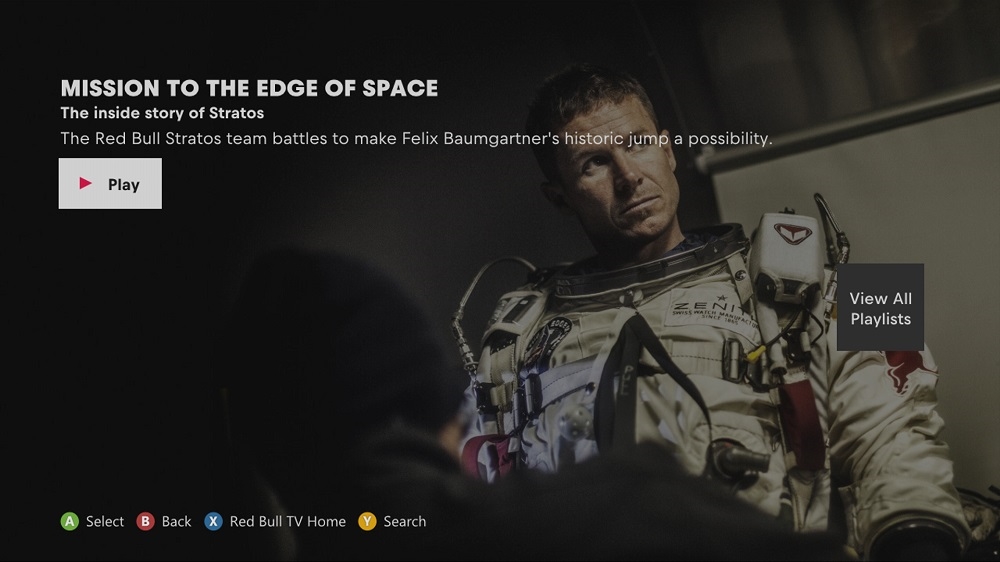 MISSION TO THE EDGE OF SPACE
The inside story of Stratos
The Red Bull Stratos team battles to make Felix Baumgartner's historic jump a possibility.
Play
ZENIT
SWISS WATCH MANUFACTURE
SINCE 1865
View All
Playlists
A Select B Back X Red Bull TV Home Y Search